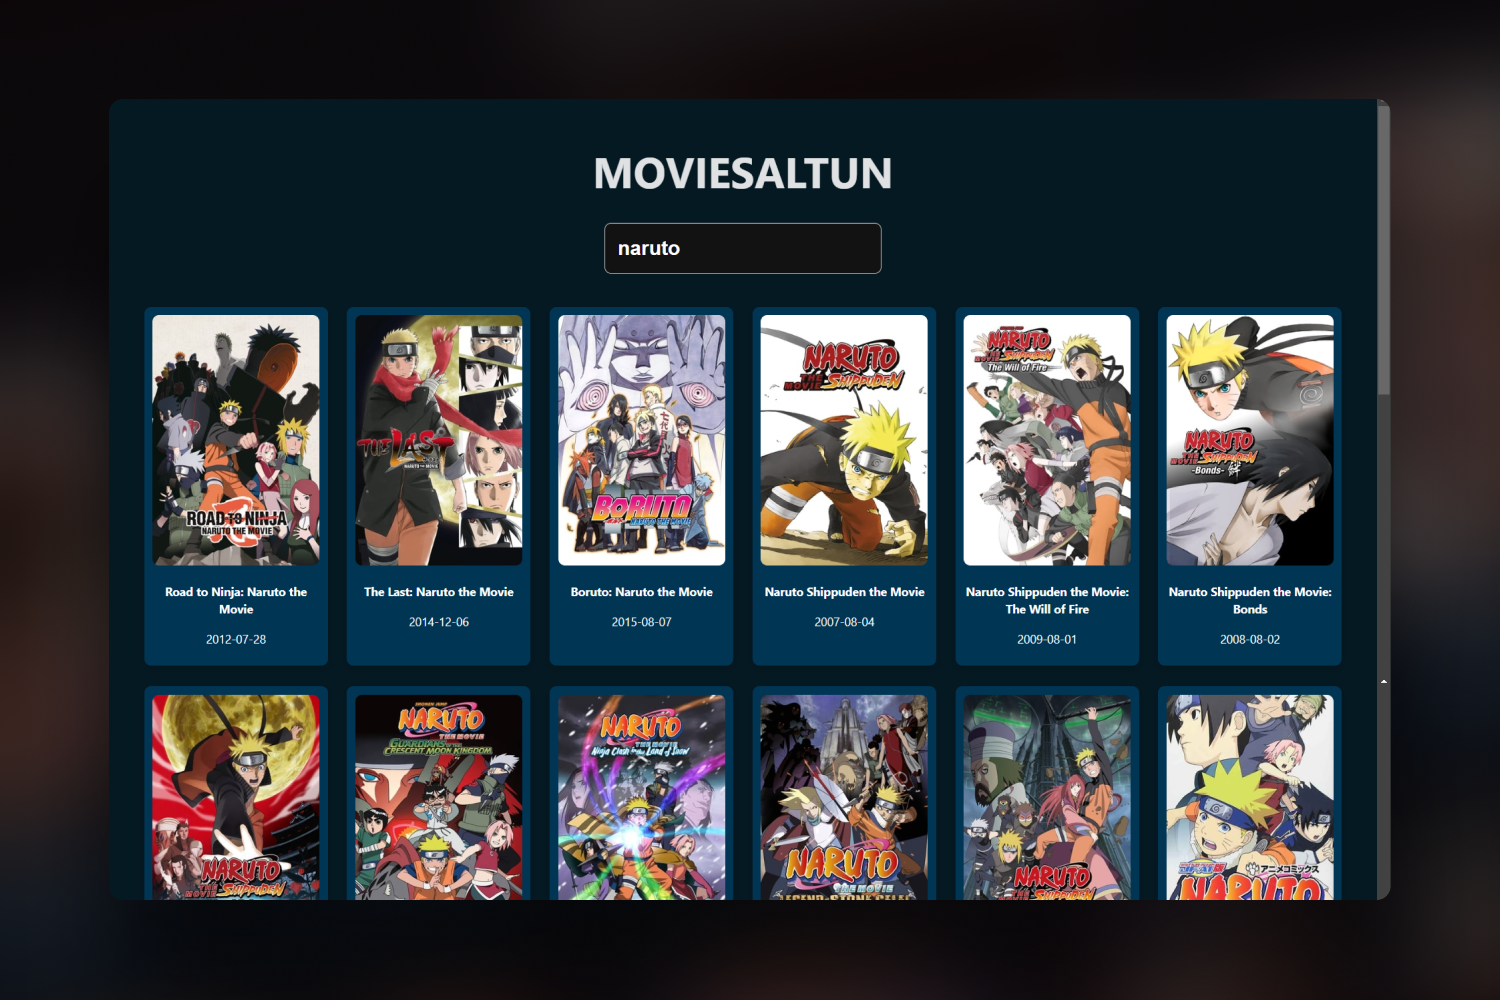 MOVIESALTUN
naruto
ROAD TO NINJA
NARUTO THE MOVIE
THE LAST
NARUTO THE MOVIE
BORUTO
NARUTO THE MOVIE
NARUTO
THE MOVIE SHIPPUDEN
NARUTO
THE MOVIE SHIPPUDEN
The Will of Fire
NARUTO
THE MOVIE SHIPPUDEN
-Bonds- 絆
Road to Ninja: Naruto the
Movie
2012-07-28
The Last: Naruto the Movie
2014-12-06
Boruto: Naruto the Movie
2015-08-07
Naruto Shippuden the Movie
2007-08-04
Naruto Shippuden the Movie:
The Will of Fire
2009-08-01
Naruto Shippuden the Movie:
Bonds
2008-08-02
NARUTO
THE MOVIE SHIPPUDEN
SHONEN JUMP
NARUTO
THE MOVIE
GUARDIANS OF THE
CRESCENT MOON KINGDOM
NARUTO
THE MOVIE
Ninja Clash in the Land of Snow
NARUTO
THE MOVIE
LEGEND OF THE STONE OF GELEL
NARUTO
THE MOVIE SHIPPUDEN
アニメコミックス
NARUTO